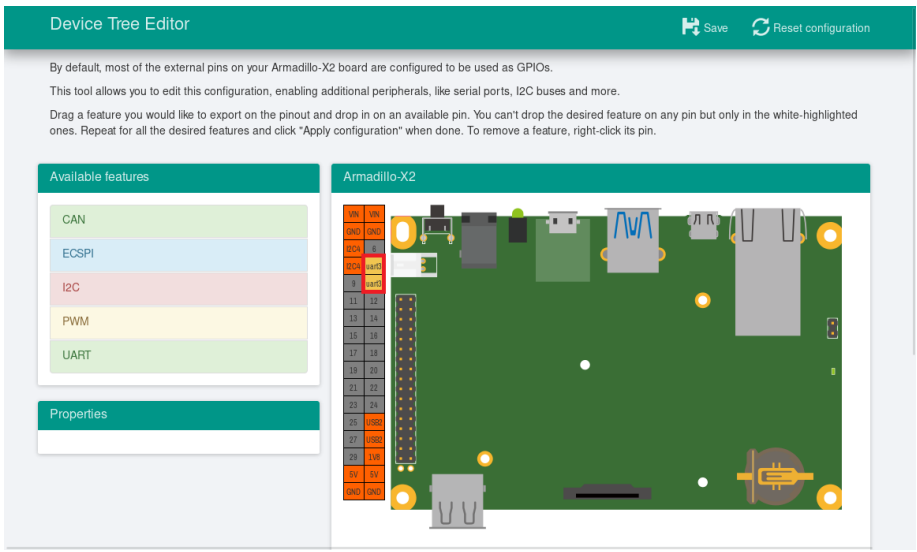 Device Tree Editor
Save
Reset configuration
By default, most of the external pins on your Armadillo-X2 board are configured to be used as GPIOs.
This tool allows you to edit this configuration, enabling additional peripherals, like serial ports, I2C buses and more.
Drag a feature you would like to export on the pinout and drop in on an available pin. You can't drop the desired feature on any pin but only in the white-highlighted
ones. Repeat for all the desired features and click "Apply configuration" when done. To remove a feature, right-click its pin.
Available features
CAN
ECSPI
I2C
PWM
UART
Properties
Armadillo-X2
VIN VIN
GND GND
I2C4 6
I2C4 uart3
9 uart3
11 12
13 14
15 16
17 18
19 20
21 22
23 24
25 USB2
27 USB2
29 1V8
5V 5V
GND GND